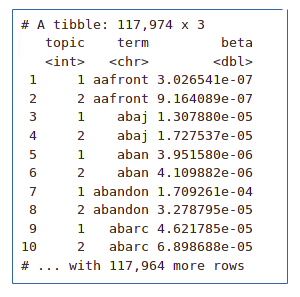 # A tibble: 117,974 x 3
topic term beta
<int> <chr> <dbl>
1 1 aafront 3.026541e-07
2 2 aafront 9.164089e-07
3 1 abaj 1.307880e-05
4 2 abaj 1.727537e-05
5 1 aban 3.951580e-06
6 2 aban 4.109882e-06
7 1 abandon 1.709261e-04
8 2 abandon 3.278795e-05
9 1 abarc 4.621785e-05
10 2 abarc 6.898688e-05
# ... with 117,964 more rows